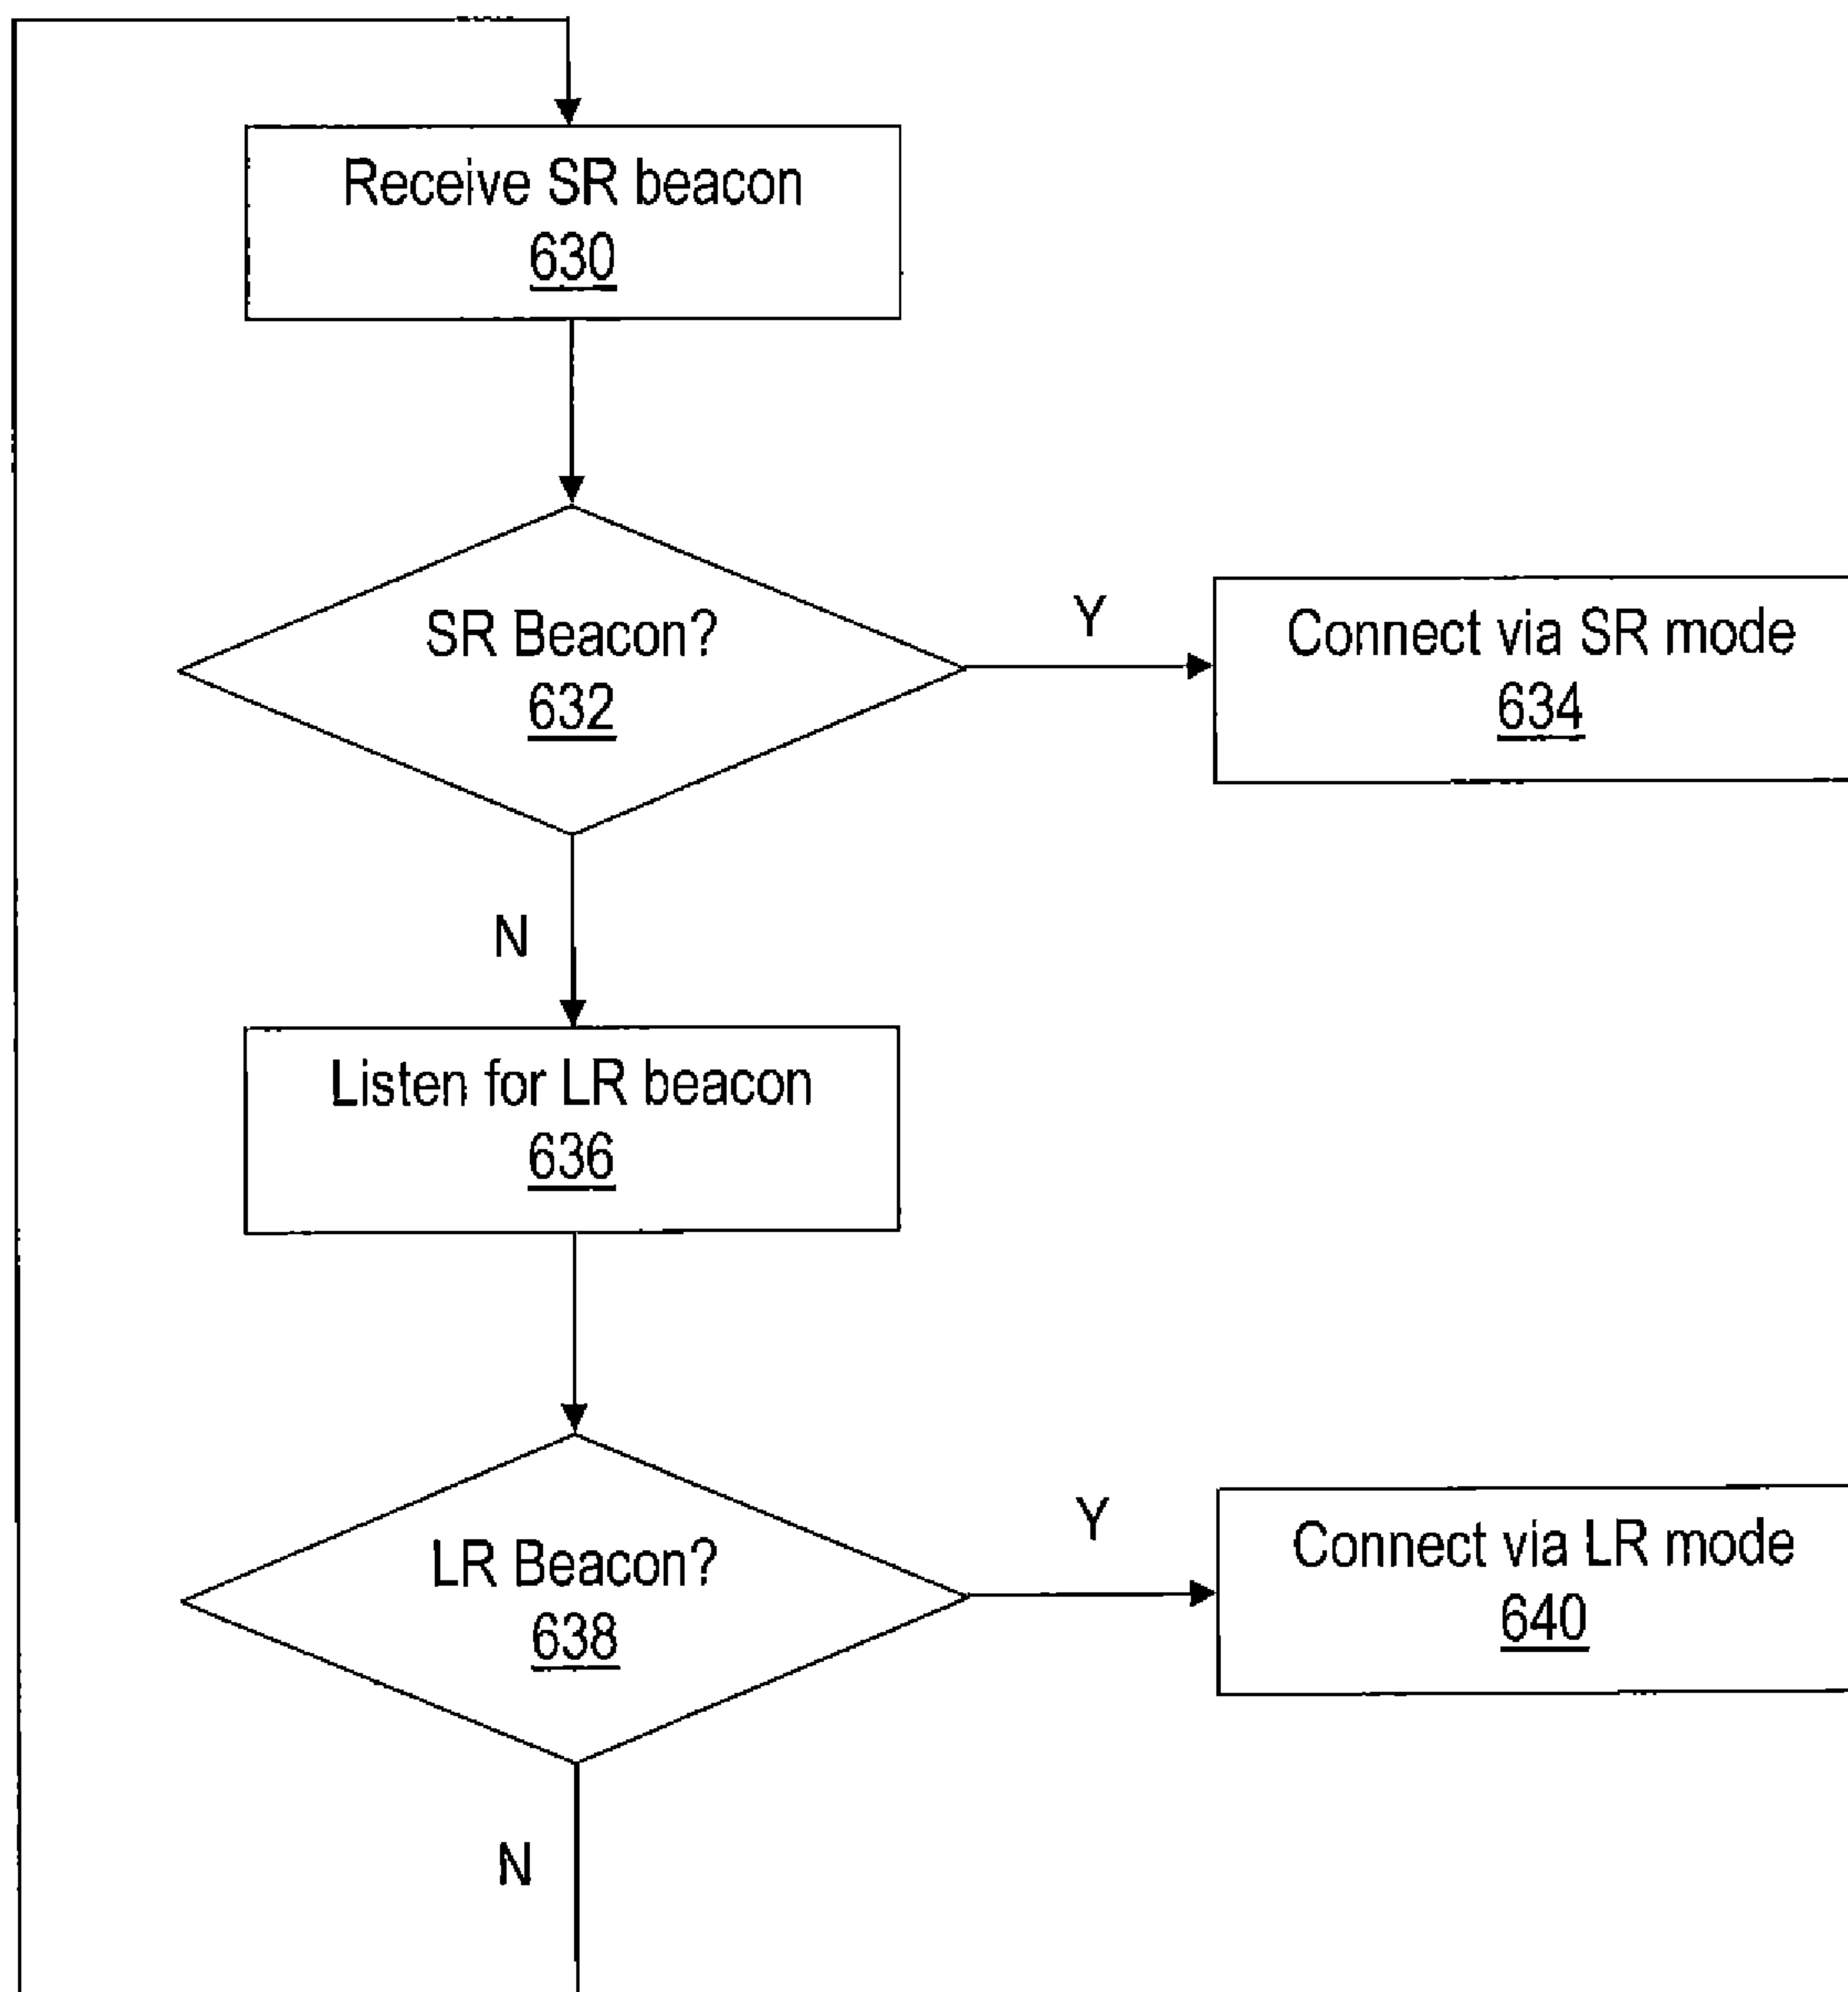 Receive SR beacon
630
SR Beacon?
632
Y
Connect via SR mode
634
N
Listen for LR beacon
636
LR Beacon?
638
Y
Connect via LR mode
640
N